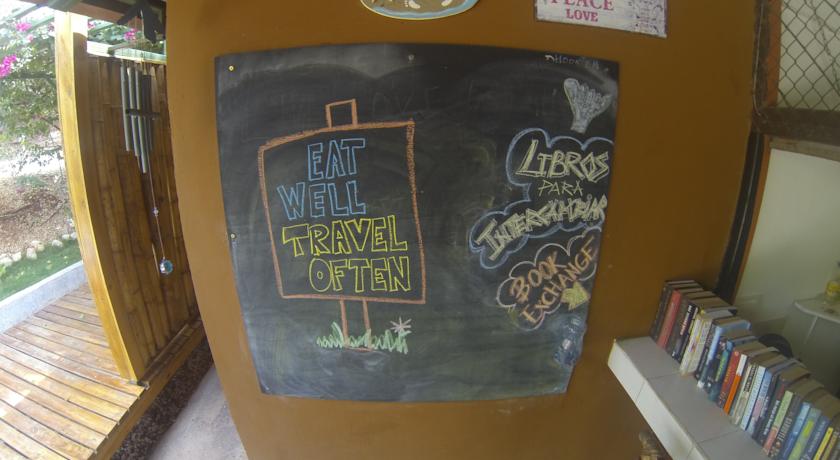 PEACE
LOVE
EAT
WELL
TRAVEL
OFTEN
LIBROS
PARA
INTERCAMBIAR
BOOK
EXCHANGE